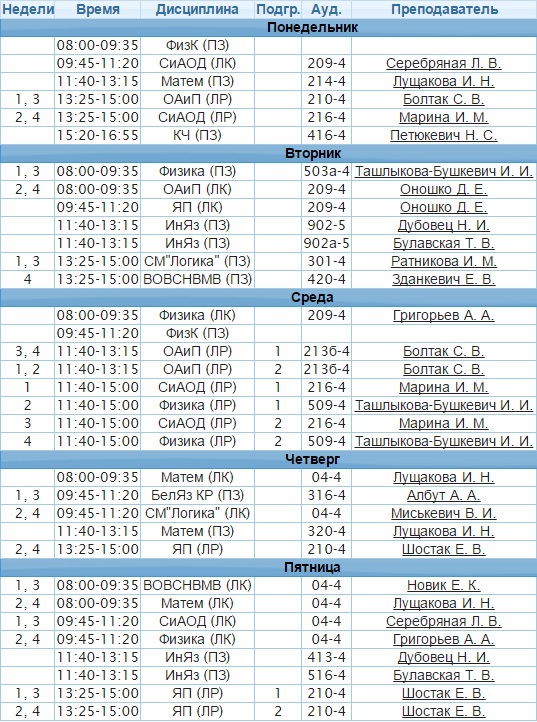 Недели Время Дисциплина Подгр. Ауд. Преподаватель
Понедельник
08:00-09:35 ФизК (ПЗ)
09:45-11:20 СиАОД (ЛК) 209-4 Серебряная Л. В.
11:40-13:15 Матем (ПЗ) 214-4 Лущакова И. Н.
1, 3 13:25-15:00 ОАиП (ЛР) 210-4 Болтак С. В.
2, 4 13:25-15:00 СиАОД (ЛР) 216-4 Марина И. М.
15:20-16:55 КЧ (ПЗ) 416-4 Петюкевич Н. С.
Вторник
1, 3 08:00-09:35 Физика (ПЗ) 503а-4 Ташлыкова-Бушкевич И. И.
2, 4 08:00-09:35 ОАиП (ЛК) 209-4 Оношко Д. Е.
09:45-11:20 ЯП (ЛК) 209-4 Оношко Д. Е.
11:40-13:15 ИнЯз (ПЗ) 902-5 Дубовец Н. И.
11:40-13:15 ИнЯз (ПЗ) 902а-5 Булавская Т. В.
1, 3 13:25-15:00 СМ"Логика" (ПЗ) 301-4 Ратникова И. М.
4 13:25-15:00 ВОВСНВМВ (ПЗ) 420-4 Зданкевич Е. В.
Среда
08:00-09:35 Физика (ЛК) 209-4 Григорьев А. А.
09:45-11:20 ФизК (ПЗ)
3, 4 11:40-13:15 ОАиП (ЛР) 1 213б-4 Болтак С. В.
1, 2 11:40-13:15 ОАиП (ЛР) 2 213б-4 Болтак С. В.
1 11:40-15:00 СиАОД (ЛР) 1 216-4 Марина И. М.
2 11:40-15:00 Физика (ЛР) 1 509-4 Ташлыкова-Бушкевич И. И.
3 11:40-15:00 СиАОД (ЛР) 2 216-4 Марина И. М.
4 11:40-15:00 Физика (ЛР) 2 509-4 Ташлыкова-Бушкевич И. И.
Четверг
08:00-09:35 Матем (ЛК) 04-4 Лущакова И. Н.
1, 3 09:45-11:20 БелЯз КР (ПЗ) 316-4 Албут А. А.
2, 4 09:45-11:20 СМ"Логика" (ЛК) 04-4 Миськевич В. И.
11:40-13:15 Матем (ПЗ) 320-4 Лущакова И. Н.
2, 4 13:25-15:00 ЯП (ЛР) 210-4 Шостак Е. В.
Пятница
1, 3 08:00-09:35 ВОВСНВМВ (ЛК) 04-4 Новик Е. К.
2, 4 08:00-09:35 Матем (ЛК) 04-4 Лущакова И. Н.
1, 3 09:45-11:20 СиАОД (ЛК) 04-4 Серебряная Л. В.
2, 4 09:45-11:20 Физика (ЛК) 04-4 Григорьев А. А.
11:40-13:15 ИнЯз (ПЗ) 413-4 Дубовец Н. И.
11:40-13:15 ИнЯз (ПЗ) 516-4 Булавская Т. В.
1, 3 13:25-15:00 ЯП (ЛР) 1 210-4 Шостак Е. В.
2, 4 13:25-15:00 ЯП (ЛР) 2 210-4 Шостак Е. В.